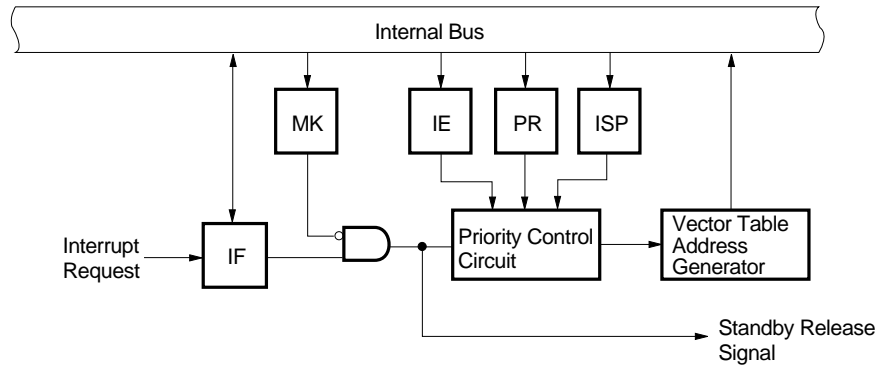 Internal Bus
MK
IE
PR
ISP
Interrupt
Request
IF
Priority Control
Circuit
Vector Table
Address
Generator
Standby Release
Signal